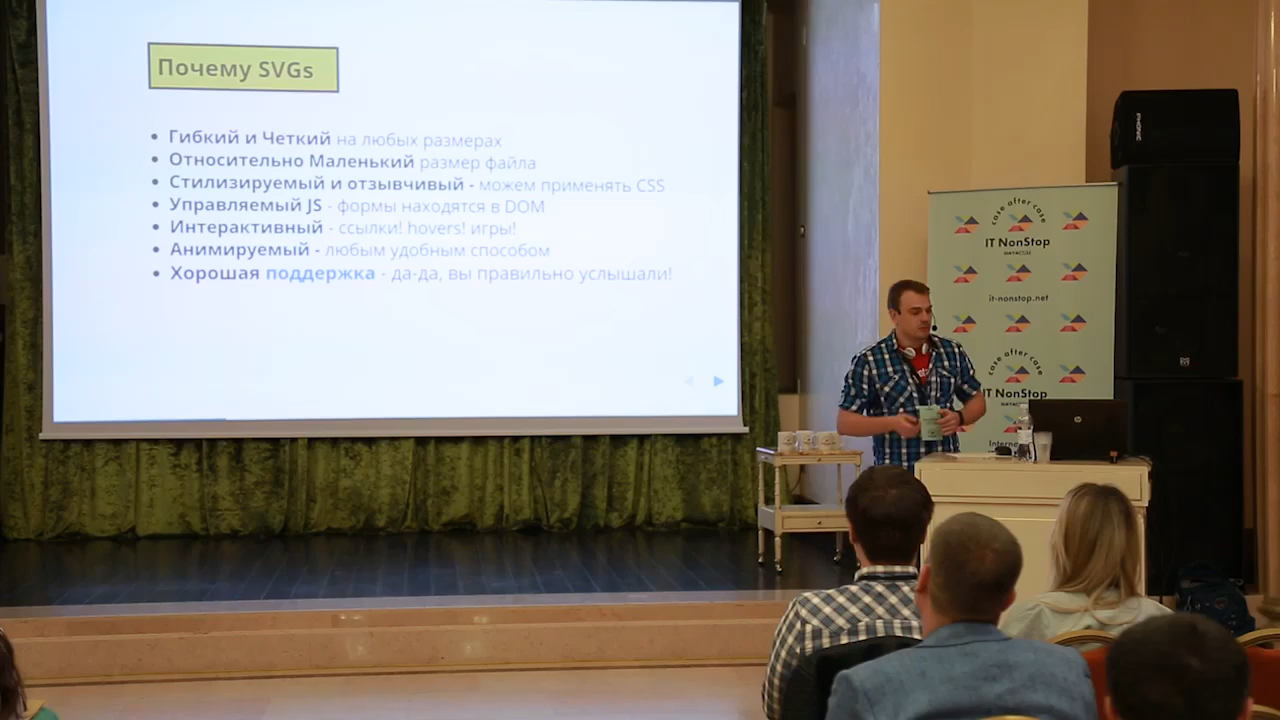 Почему SVGs
Гибкий и Четкий на любых размерах
Относительно Маленький размер файла
Стилизируемый и отзывчивый - можем применять CSS
Управляемый JS - формы находятся в DOM
Интерактивный - ссылки! hovers! игры!
Анимируемый - любым удобным способом
Хорошая поддержка - да-да, вы правильно услышали!
PHONIC
case after case
IT NonStop
it-nonstop.net
case after case
IT NonStop
hp